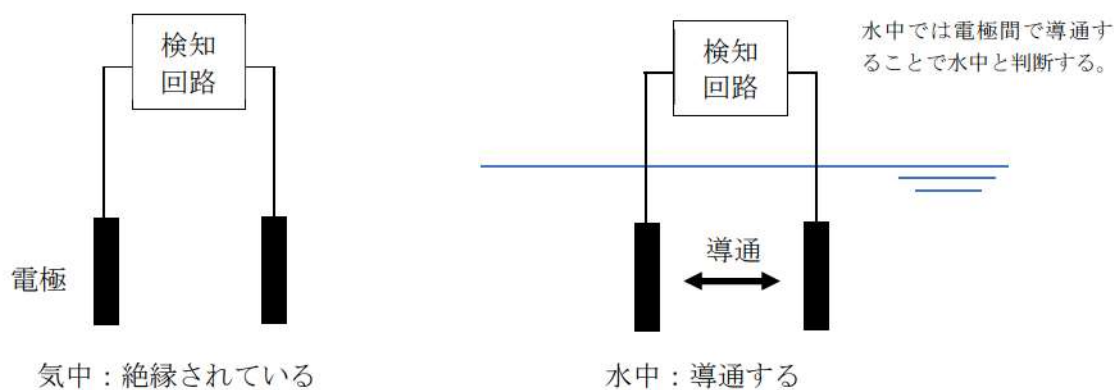 検知
回路
電極
気中：絶縁されている
検知
回路
水中では電極間で導通す
ることで水中と判断する。
導通
水中：導通する